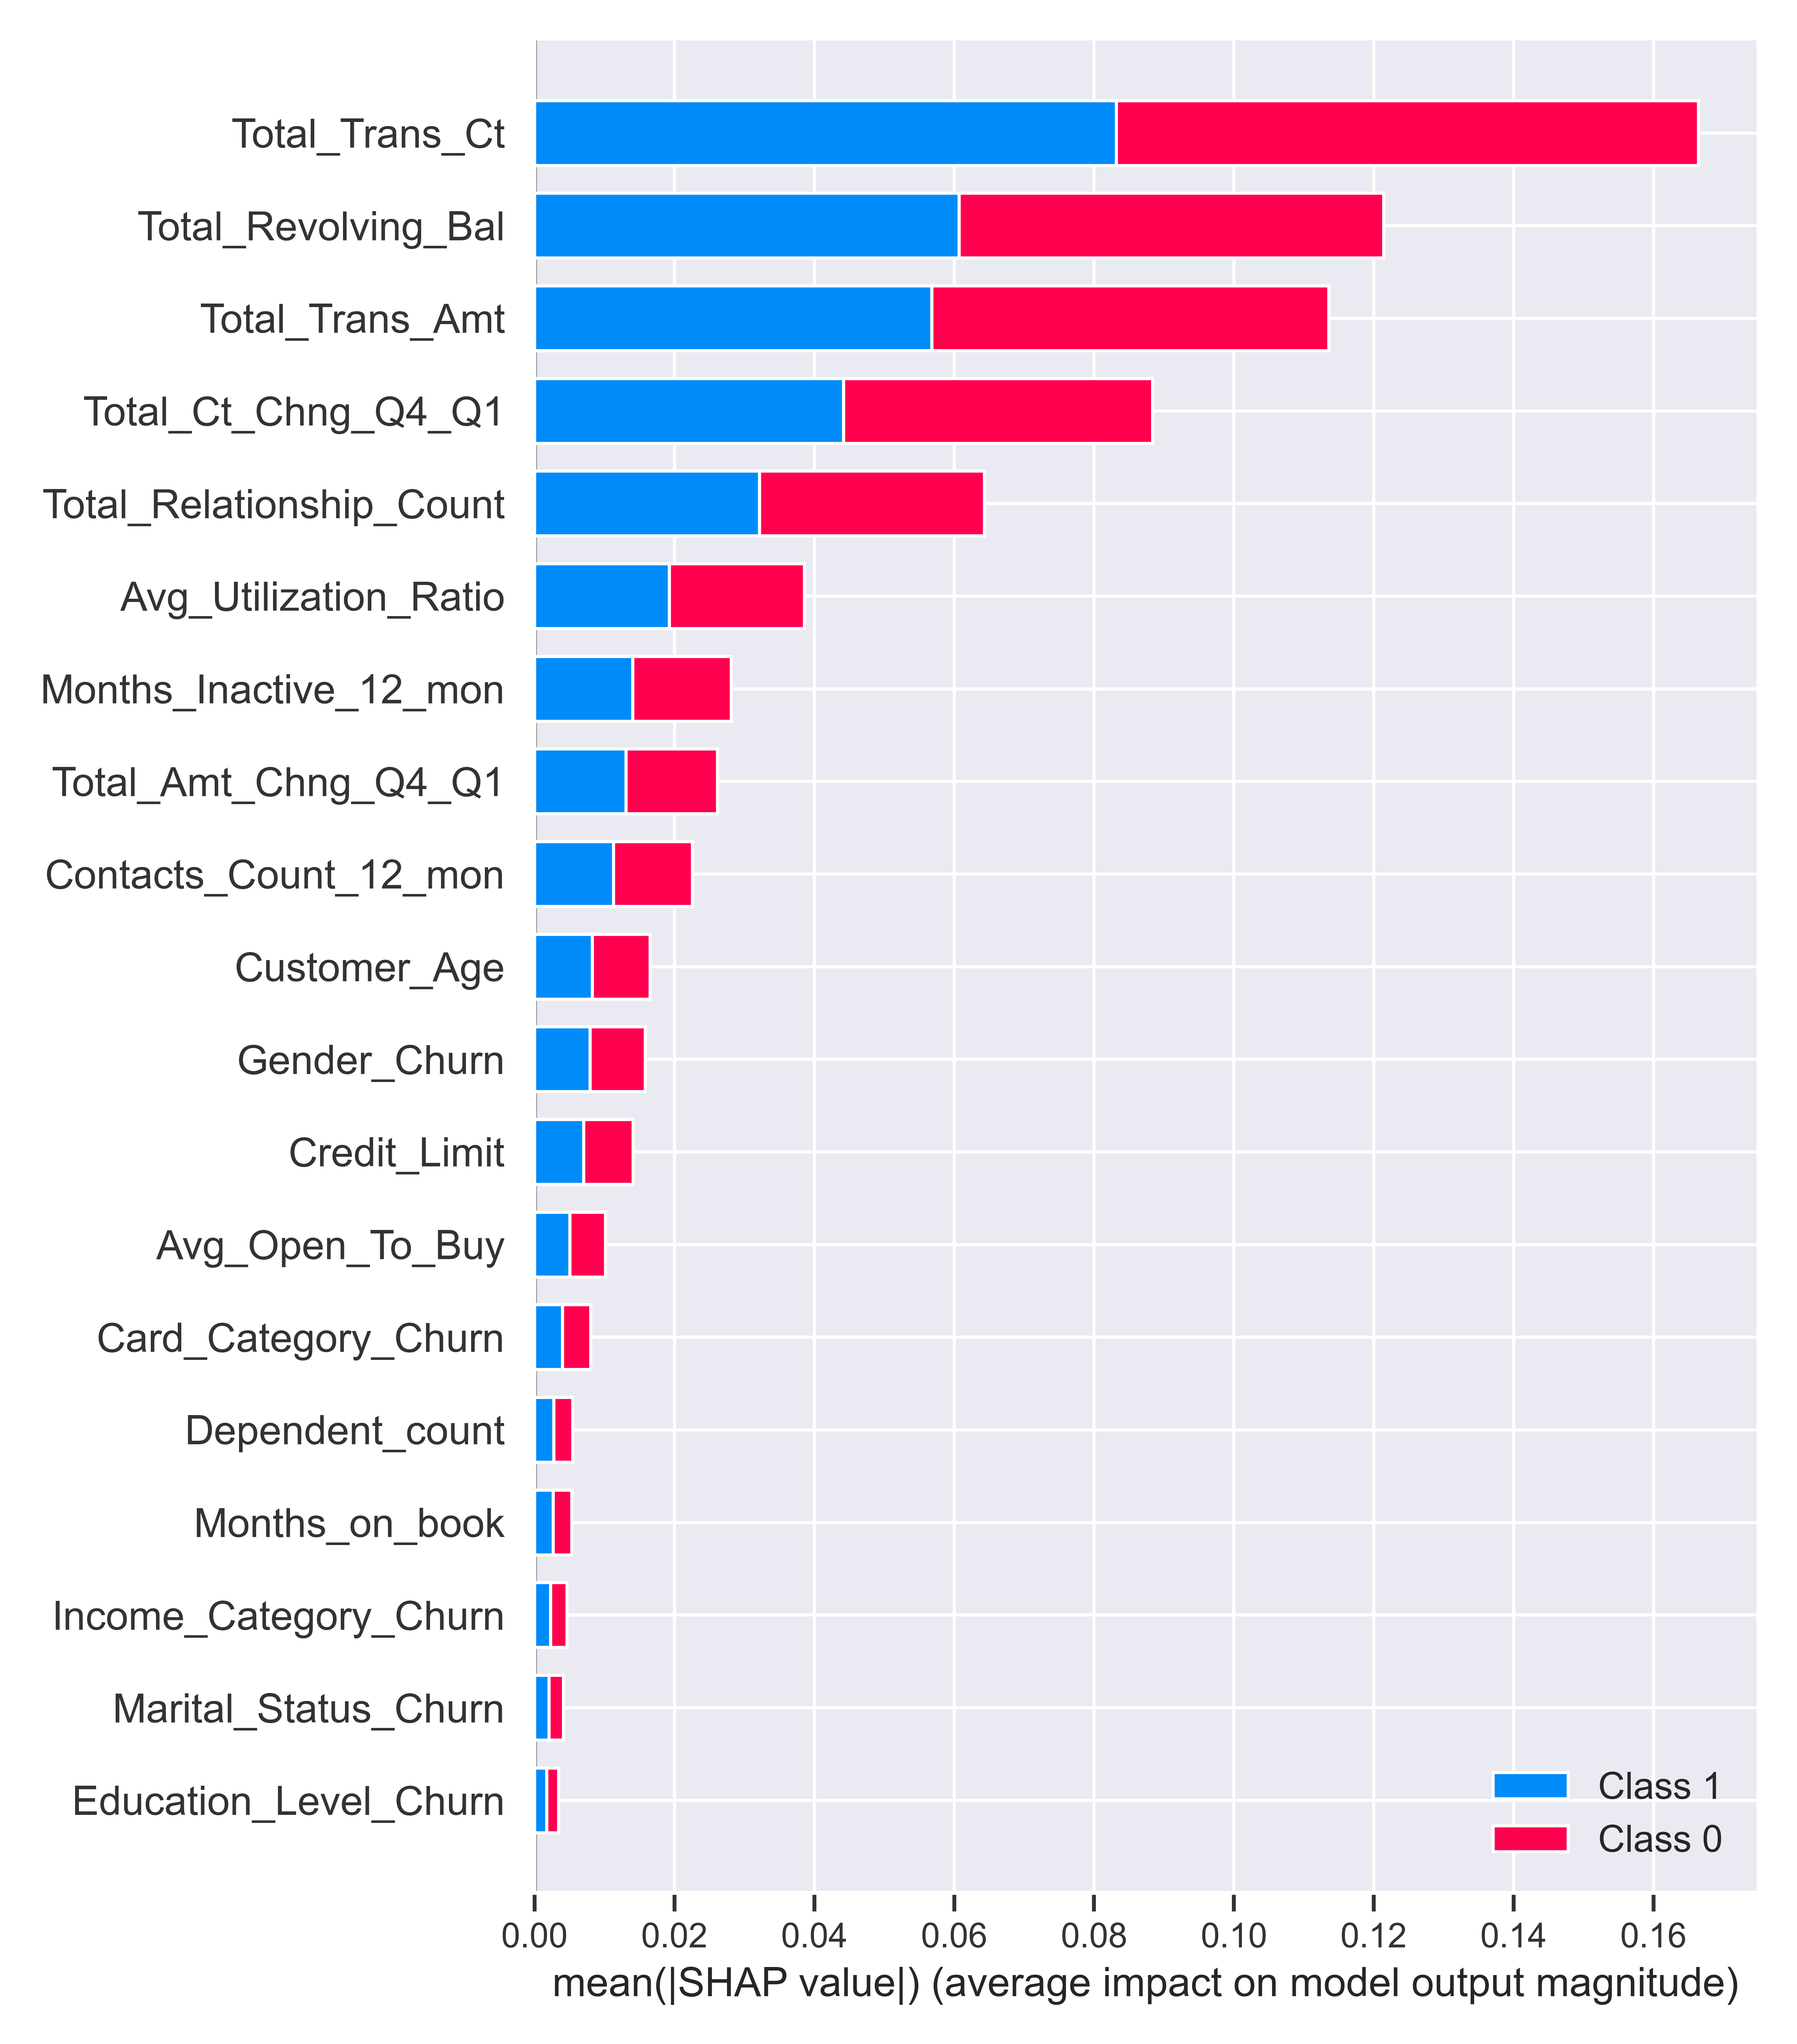 Total_Trans_Ct
Total_Revolving_Bal
Total_Trans_Amt
Total_Ct_Chng_Q4_Q1
Total_Relationship_Count
Avg_Utilization_Ratio
Months_Inactive_12_mon
Total_Amt_Chng_Q4_Q1
Contacts_Count_12_mon
Customer_Age
Gender_Churn
Credit_Limit
Avg_Open_To_Buy
Card_Category_Churn
Dependent_count
Months_on_book
Income_Category_Churn
Marital_Status_Churn
Education_Level_Churn
Class 1
Class 0
0.00 0.02 0.04 0.06 0.08 0.10 0.12 0.14 0.16
mean(|SHAP value|) (average impact on model output magnitude)